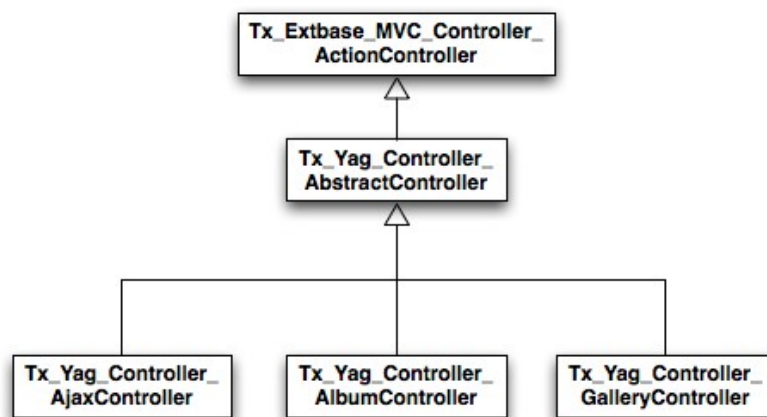 Tx_Extbase_MVC_Controller_
ActionController
Tx_Yag_Controller_
AbstractController
Tx_Yag_Controller_
AjaxController
Tx_Yag_Controller_
AlbumController
Tx_Yag_Controller_
GalleryController